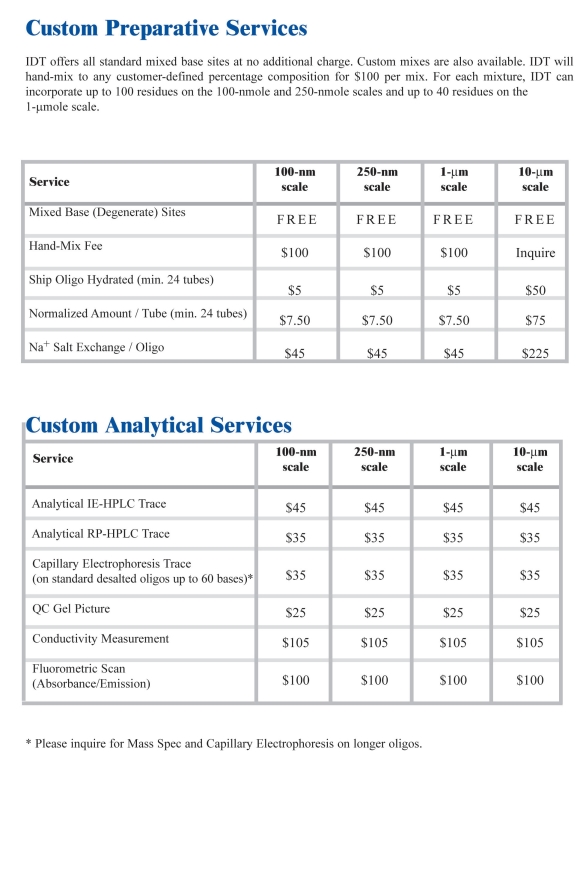 Custom Preparative Services
IDT offers all standard mixed base sites at no additional charge. Custom mixes are also available. IDT will
hand-mix to any customer-defined percentage composition for $100 per mix. For each mixture, IDT can
incorporate up to 100 residues on the 100-nmole and 250-nmole scales and up to 40 residues on the
1-μmole scale.
Service 100-nm scale 250-nm scale 1-μm scale 10-μm scale
Mixed Base (Degenerate) Sites FREE FREE FREE FREE
Hand-Mix Fee $100 $100 $100 Inquire
Ship Oligo Hydrated (min. 24 tubes) $5 $5 $5 $50
Normalized Amount / Tube (min. 24 tubes) $7.50 $7.50 $7.50 $75
Na+ Salt Exchange / Oligo $45 $45 $45 $225
Custom Analytical Services
Service 100-nm scale 250-nm scale 1-μm scale 10-μm scale
Analytical IE-HPLC Trace $45 $45 $45 $45
Analytical RP-HPLC Trace $35 $35 $35 $35
Capillary Electrophoresis Trace
(on standard desalted oligos up to 60 bases)* $35 $35 $35 $35
QC Gel Picture $25 $25 $25 $25
Conductivity Measurement $105 $105 $105 $105
Fluorometric Scan
(Absorbance/Emission) $100 $100 $100 $100
* Please inquire for Mass Spec and Capillary Electrophoresis on longer oligos.